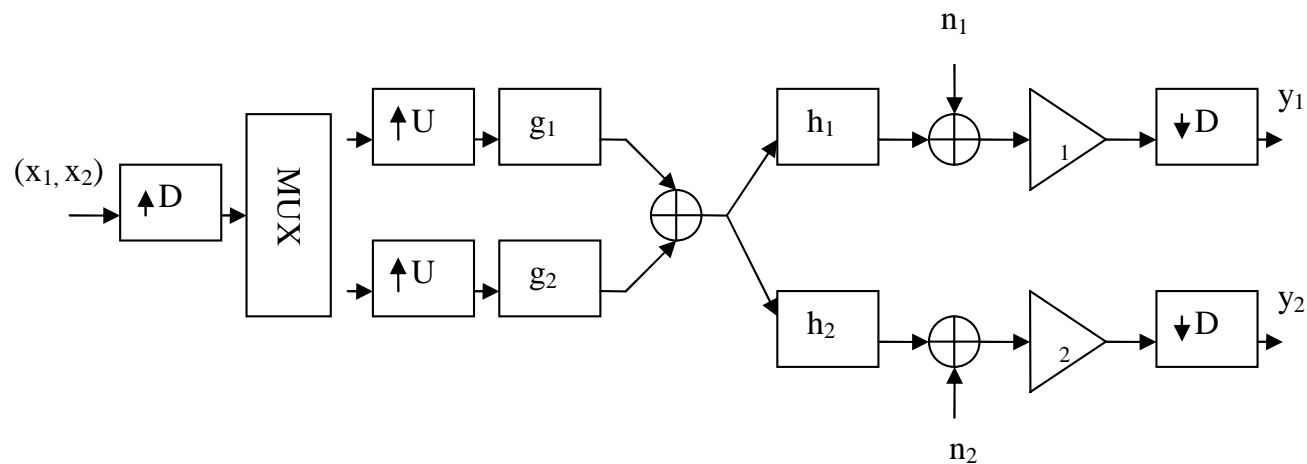 n₁
U
g₁
h₁
1
D
y₁
(x₁, x₂)
D
MUX
U
g₂
h₂
2
D
y₂
n₂